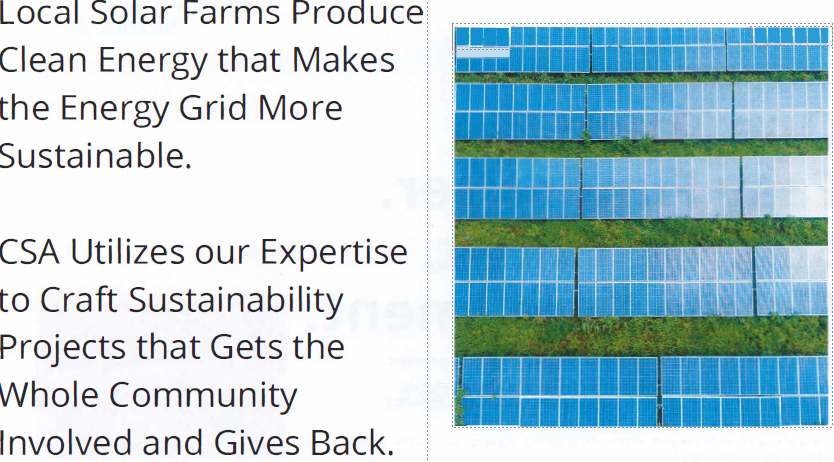 Local Solar Farms Produce
Clean Energy that Makes
the Energy Grid More
Sustainable.
CSA Utilizes our Expertise
to Craft Sustainability
Projects that Gets the
Whole Community
Involved and Gives Back.